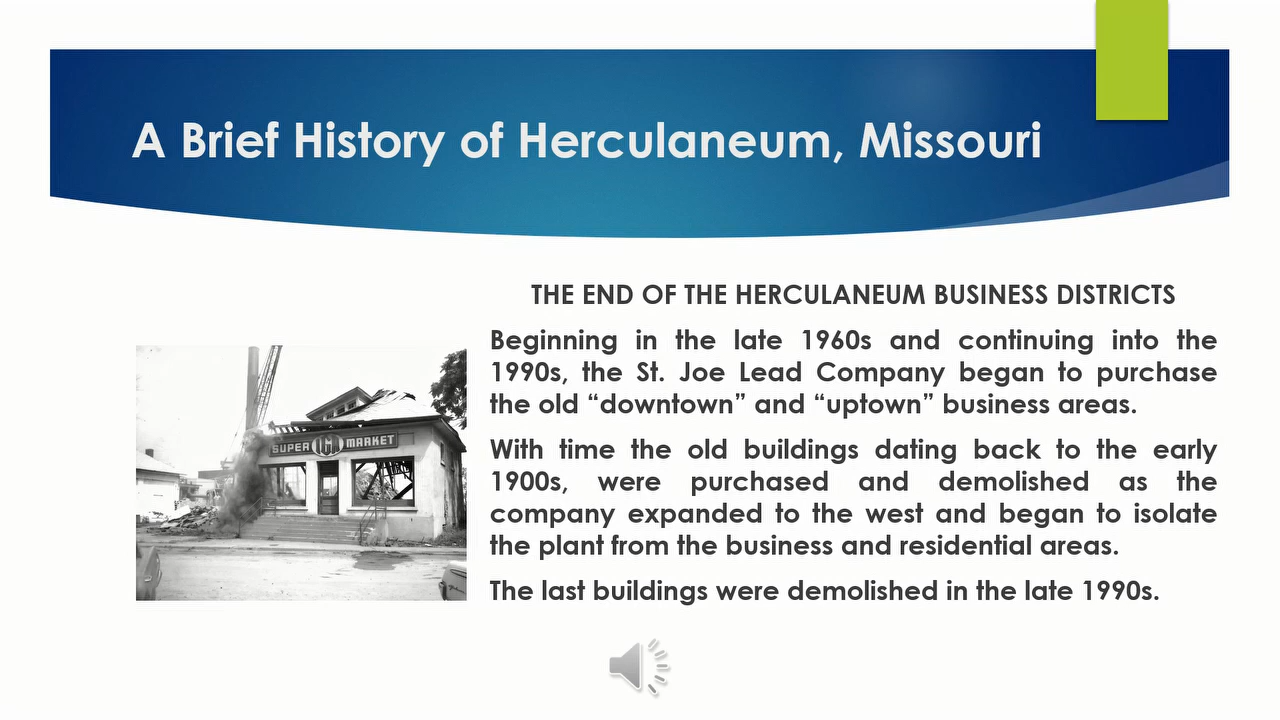 A Brief History of Herculaneum, Missouri
THE END OF THE HERCULANEUM BUSINESS DISTRICTS
Beginning in the late 1960s and continuing into the
1990s, the St. Joe Lead Company began to purchase
the old “downtown” and “uptown” business areas.
With time the old buildings dating back to the early
1900s, were purchased and demolished as the
company expanded to the west and began to isolate
the plant from the business and residential areas.
The last buildings were demolished in the late 1990s.
SUPER IGA MARKET